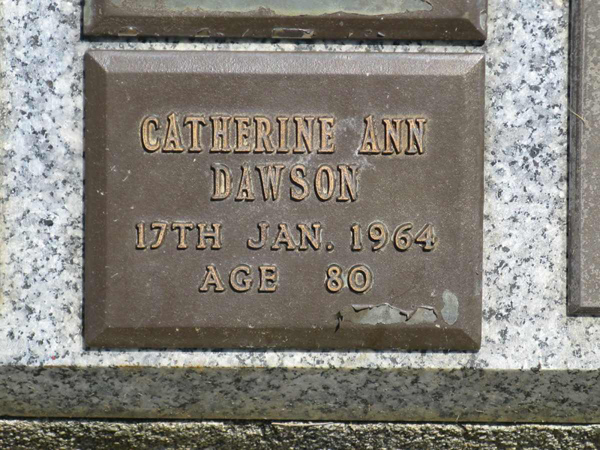 CATHERINE ANN
DAWSON
17TH JAN. 1964
AGE 80